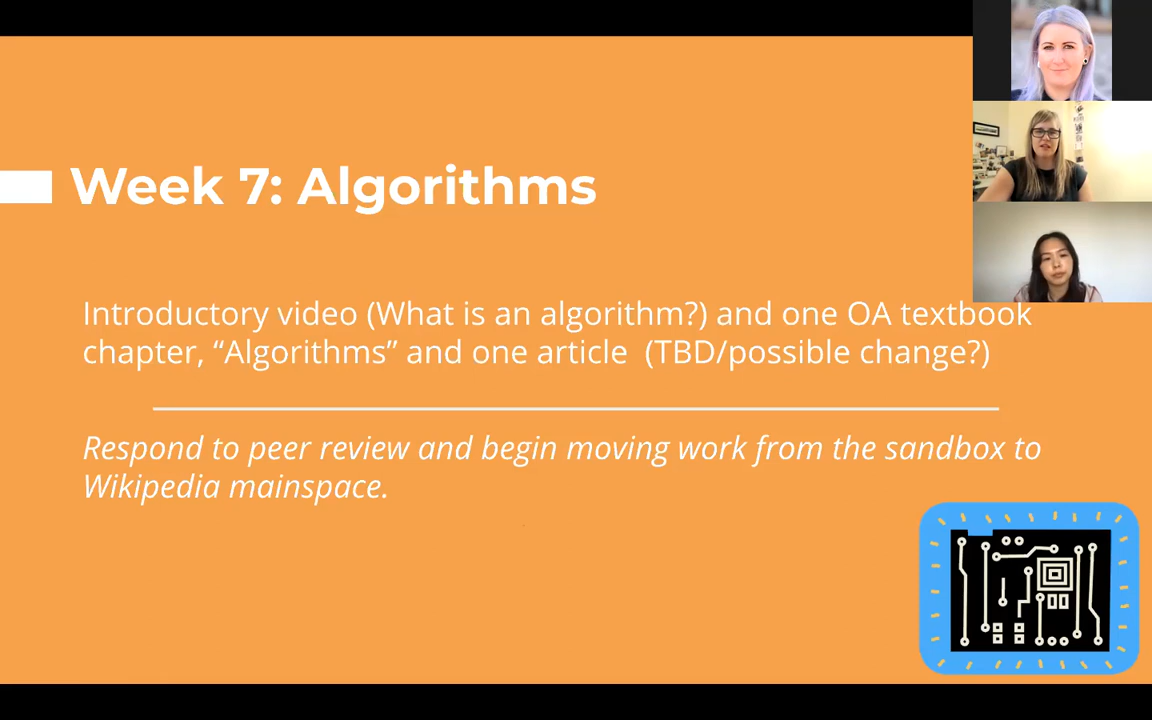 Week 7: Algorithms
Introductory video (What is an algorithm?) and one OA textbook
chapter, “Algorithms” and one article (TBD/possible change?)
Respond to peer review and begin moving work from the sandbox to
Wikipedia mainspace.